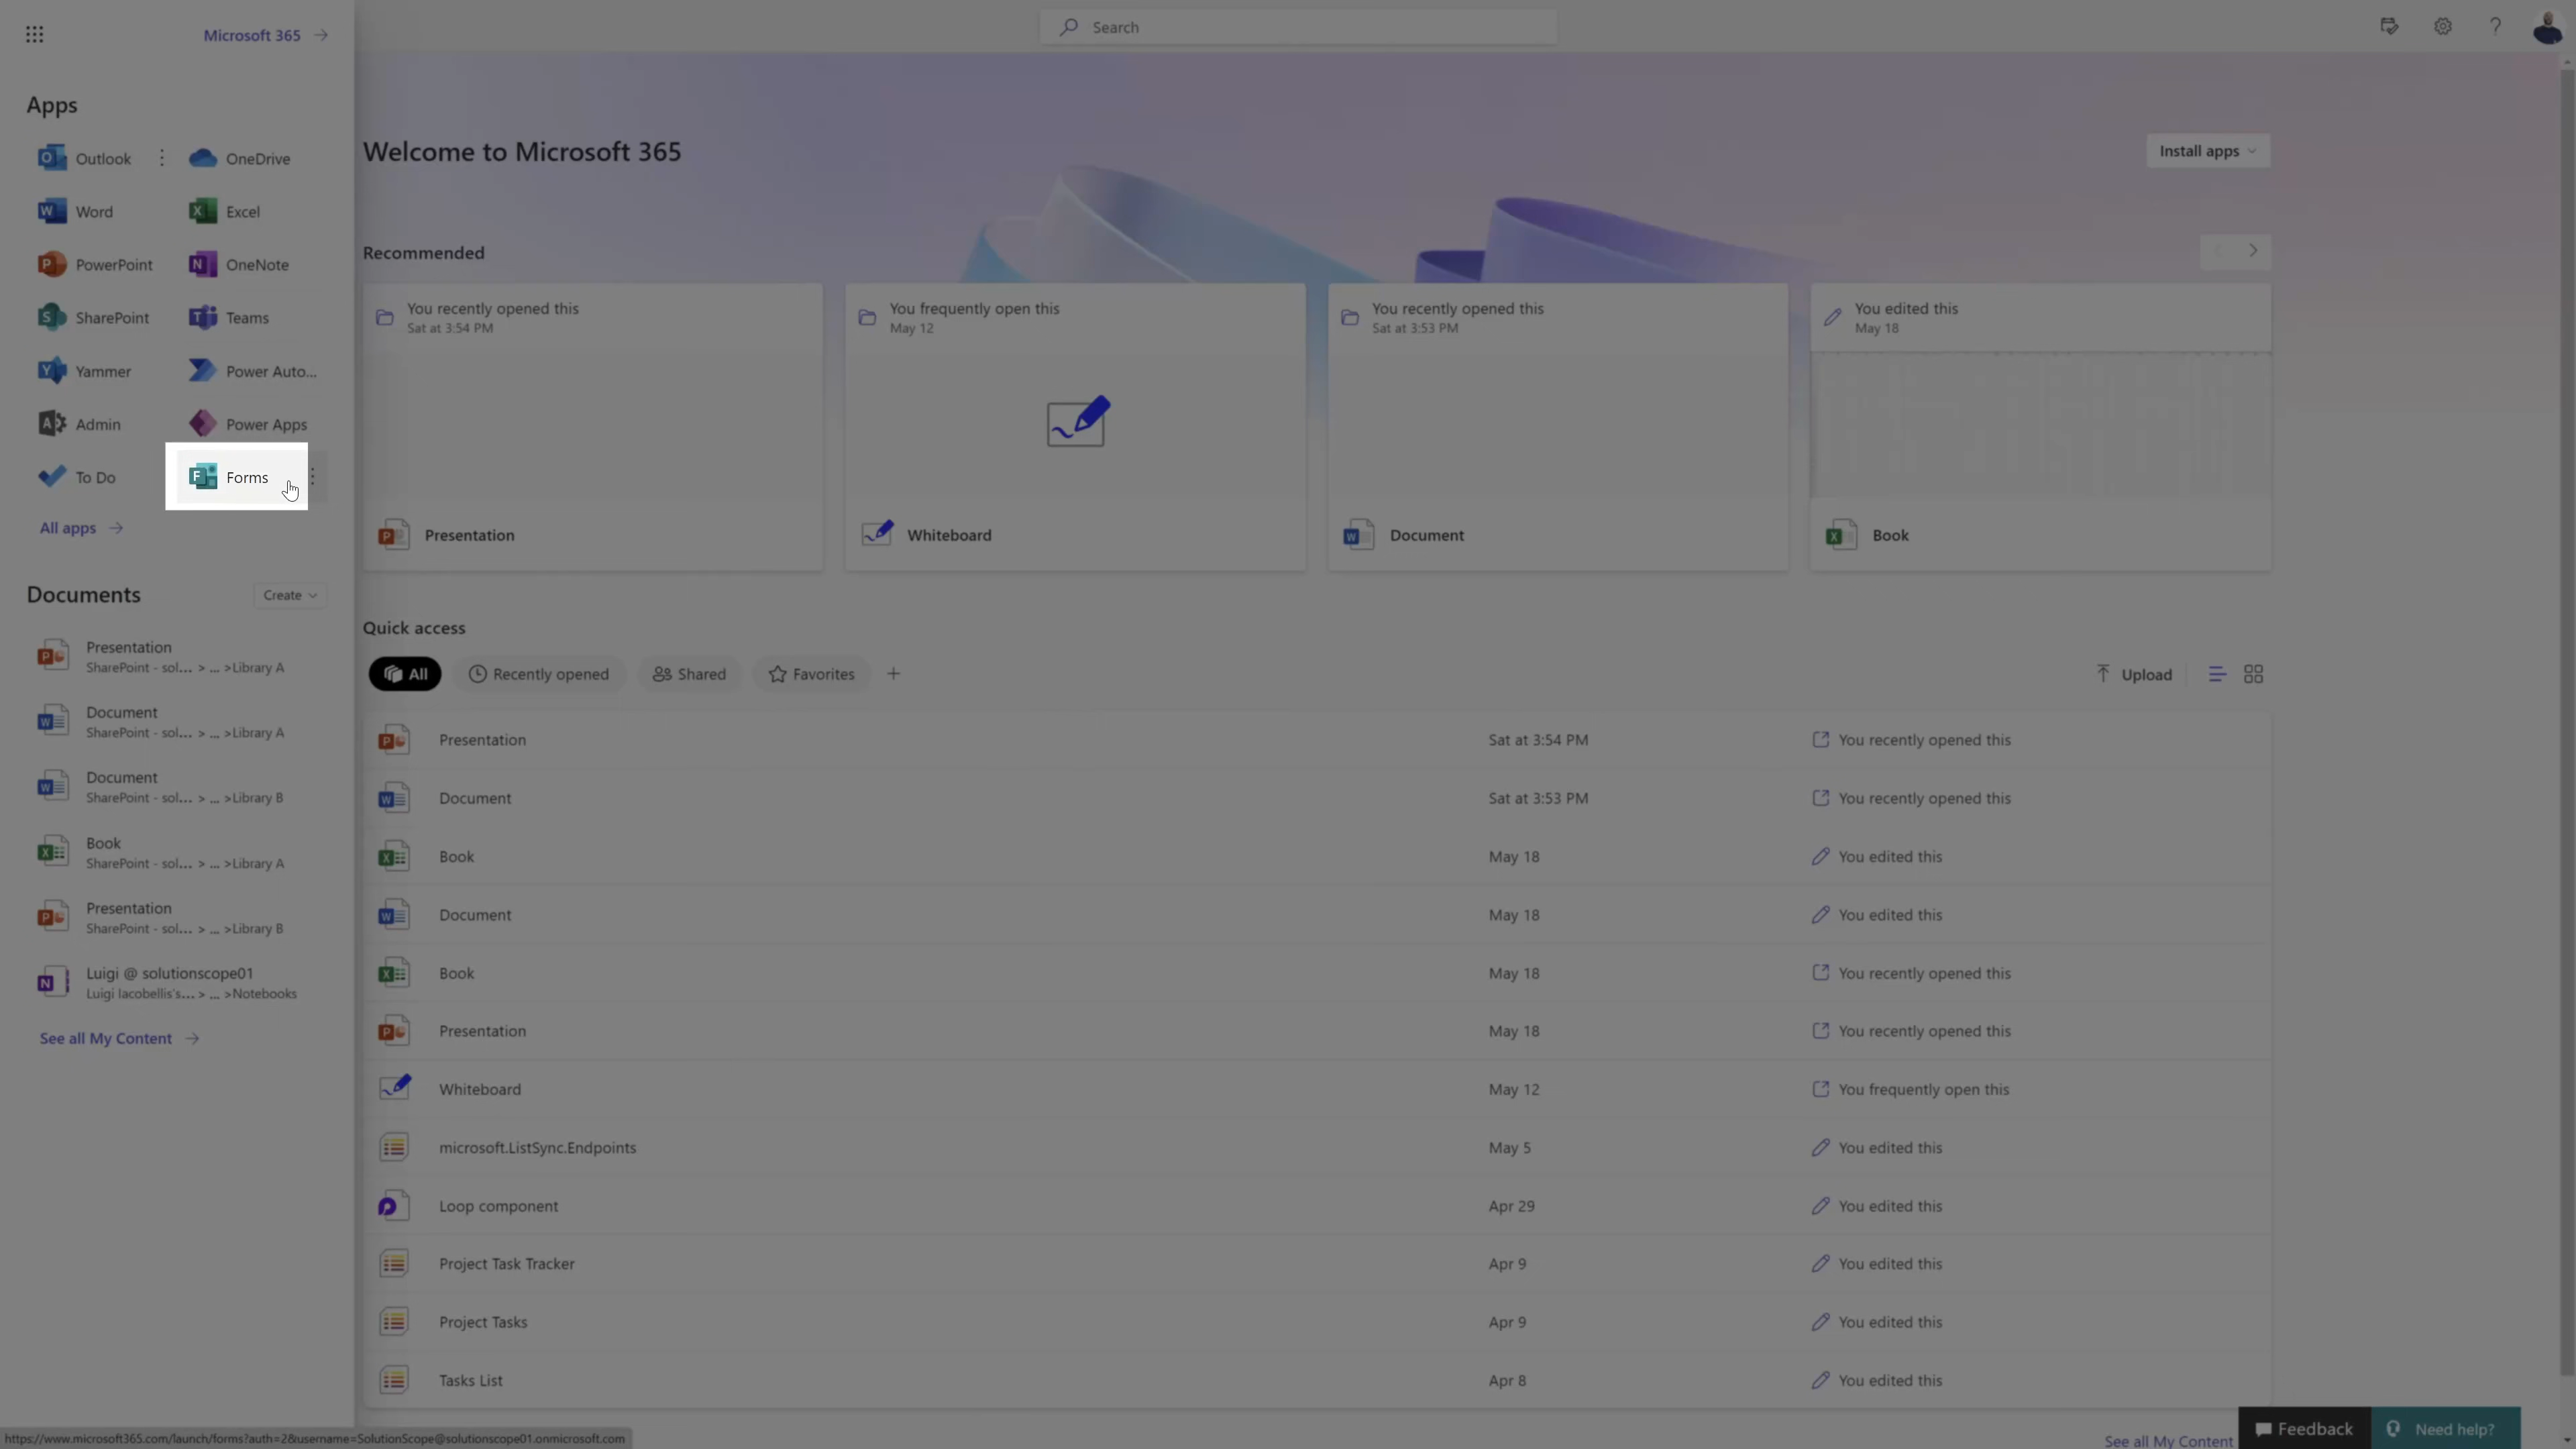 Microsoft 365
Search
Apps
Outlook
OneDrive
Word
Excel
PowerPoint
OneNote
SharePoint
Teams
Yammer
Power Auto...
Admin
Power Apps
To Do
Forms
All apps
Documents
Create
Presentation
SharePoint - sol... > ... >Library A
Document
SharePoint - sol... > ... >Library A
Document
SharePoint - sol... > ... >Library B
Book
SharePoint - sol... > ... >Library A
Presentation
SharePoint - sol... > ... >Library B
Luigi @ solutionscope01
Luigi Iacobellis's... > ... >Notebooks
See all My Content
Welcome to Microsoft 365
Install apps
Recommended
You recently opened this
Sat at 3:54 PM
Presentation
You frequently open this
May 12
Whiteboard
You recently opened this
Sat at 3:53 PM
Document
You edited this
May 18
Book
Quick access
All Recently opened Shared Favorites
Upload
Presentation Sat at 3:54 PM You recently opened this
Document Sat at 3:53 PM You recently opened this
Book May 18 You edited this
Document May 18 You edited this
Book May 18 You recently opened this
Presentation May 18 You recently opened this
Whiteboard May 12 You frequently open this
microsoft.ListSync.Endpoints May 5 You edited this
Loop component Apr 29 You edited this
Project Task Tracker Apr 9 You edited this
Project Tasks Apr 9 You edited this
Tasks List Apr 8 You edited this
See all My Content
Feedback
Need help?
https://www.microsoft365.com/launch/forms?auth=2&username=SolutionScope@solutionscope01.onmicrosoft.com